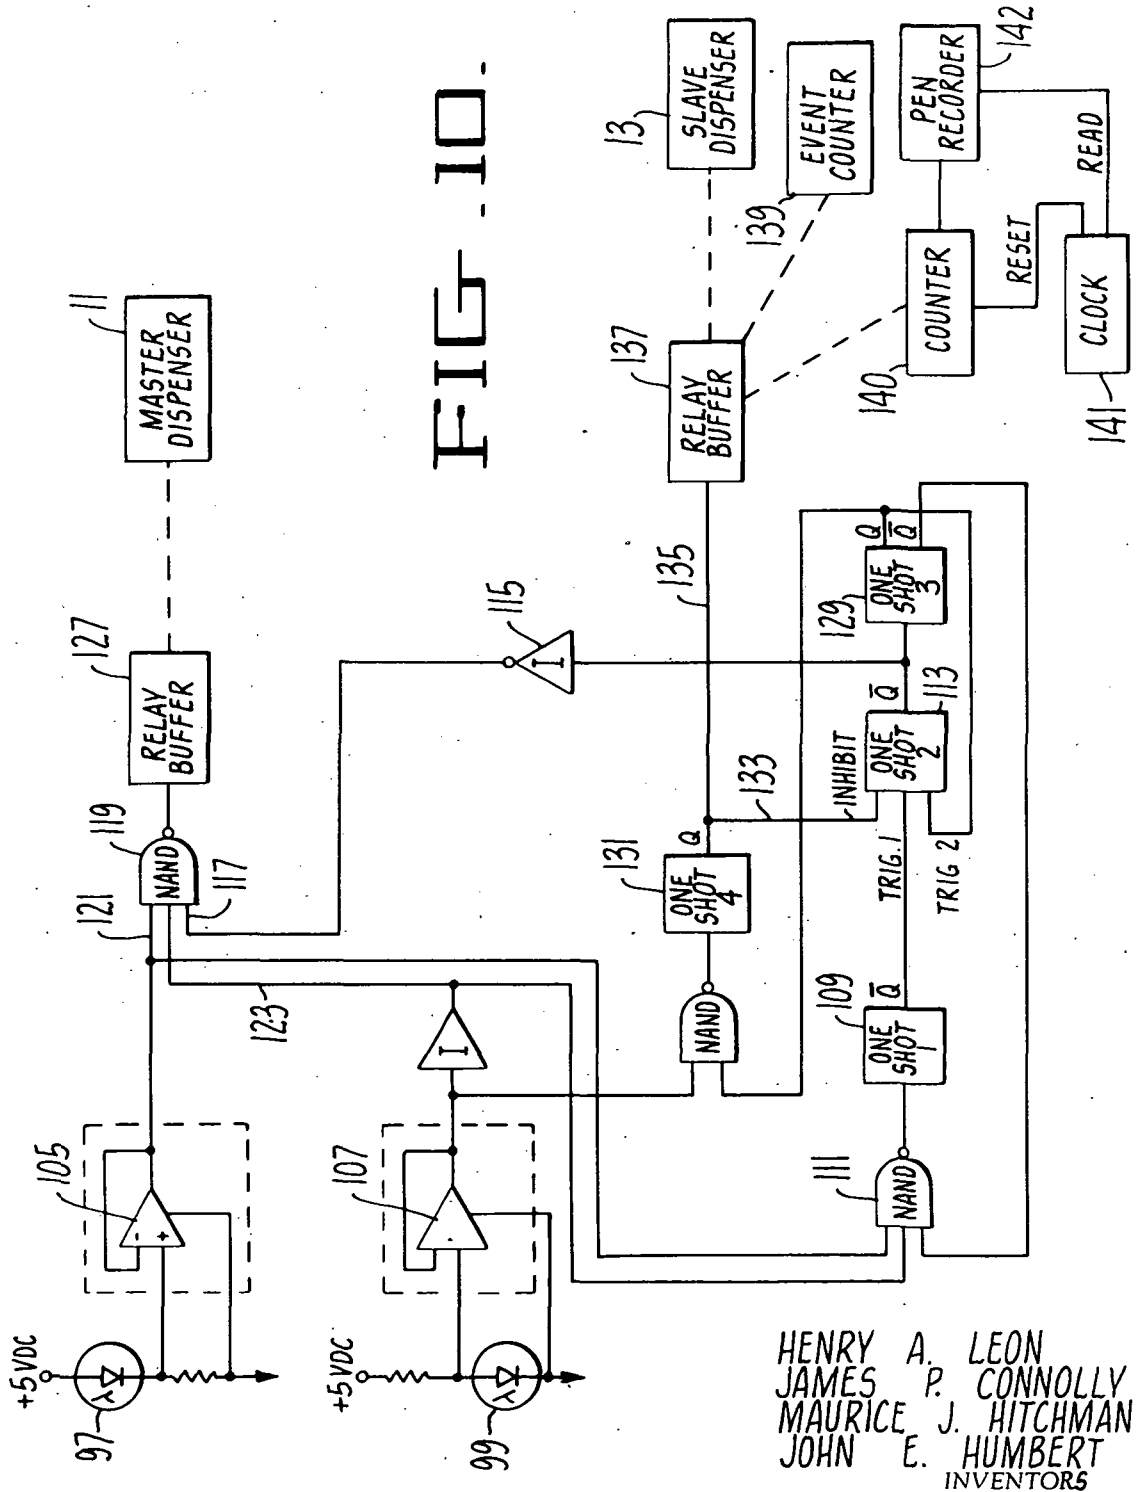 FIG_10_
11
MASTER
DISPENSER
127
RELAY
BUFFER
119
NAND
121
117
123
115
I
I
105
-
+
107
-
+5VDC
λ
97
+5VDC
λ
99
13
SLAVE
DISPENSER
EVENT
COUNTER
139
137
RELAY
BUFFER
PEN
RECORDER
142
COUNTER
140
RESET
READ
CLOCK
141
135
133
INHIBIT
131
ONE
SHOT
4
Q
NAND
129
ONE
SHOT
3
Q
Q̅
113
ONE
SHOT
2
Q̅
TRIG. 1
TRIG 2
109
ONE
SHOT
1
Q̅
111
NAND
HENRY A. LEON
JAMES P. CONNOLLY
MAURICE J. HITCHMAN
JOHN E. HUMBERT
INVENTORS